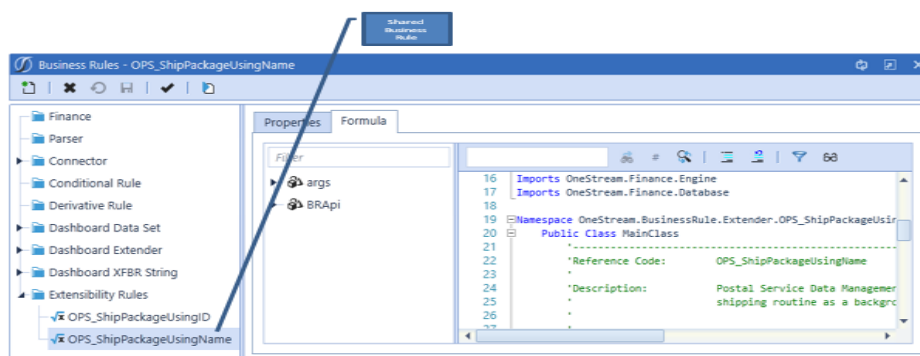 Shared
Business
Rule
Business Rules - OPS_ShipPackageUsingName
Finance
Parser
Connector
Conditional Rule
Derivative Rule
Dashboard Data Set
Dashboard Extender
Dashboard XFBR String
Extensibility Rules
OPS_ShipPackageUsingID
OPS_ShipPackageUsingName
Properties
Formula
Filter
args
BRApi
16 Imports OneStream.Finance.Engine
17 Imports OneStream.Finance.Database
18
19 Namespace OneStream.BusinessRule.Extender.OPS_ShipPackageUsin
20 Public Class MainClass
21 '------------------------------------------------------
22 'Reference Code: OPS_ShipPackageUsingName
23 '
24 'Description: Postal Service Data Managemen
25 ' shipping routine as a backgro
26 '
27 '